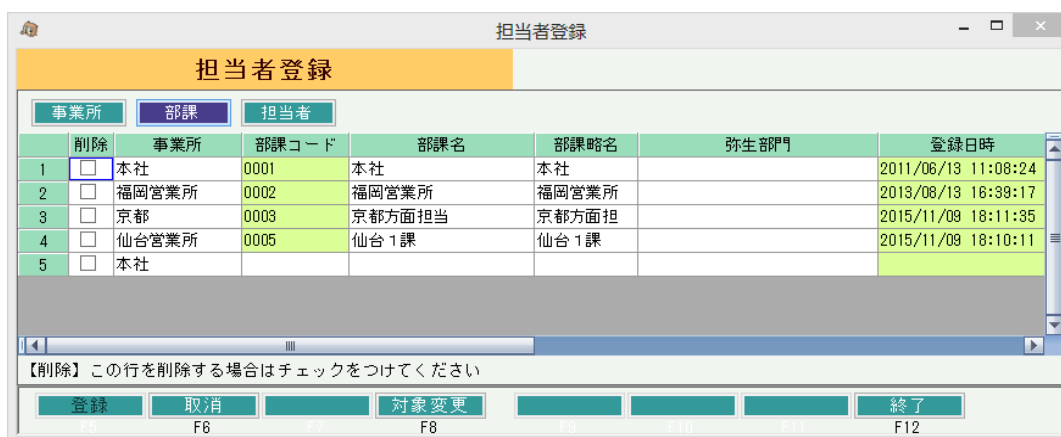 担当者登録
担当者登録
事業所 部課 担当者
削除 事業所 部課コード 部課名 部課略名 弥生部門 登録日時
1 本社 0001 本社 本社 2011/06/13 11:08:24
2 福岡営業所 0002 福岡営業所 福岡営業所 2013/08/13 16:39:17
3 京都 0003 京都方面担当 京都方面担 2015/11/09 18:11:35
4 仙台営業所 0005 仙台1課 仙台1課 2015/11/09 18:10:11
5 本社
【削除】この行を削除する場合はチェックをつけてください
登録 取消 対象変更 終了
F5 F6 F7 F8 F9 F10 F11 F12